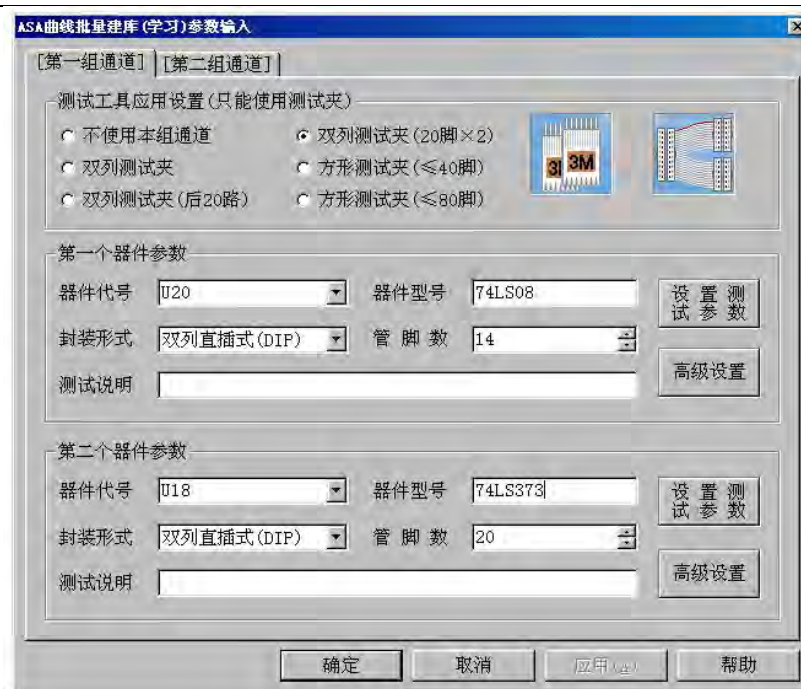 ASA曲线批量建库(学习)参数输入
[第一组通道] [第二组通道]
测试工具应用设置(只能使用测试夹)
不使用本组通道 双列测试夹(20脚×2)
双列测试夹 方形测试夹(≤40脚)
双列测试夹(后20路) 方形测试夹(≤80脚)
3M
第一个器件参数
器件代号 U20 器件型号 74LS08 设置测试参数
封装形式 双列直插式(DIP) 管脚数 14
高级设置
测试说明
第二个器件参数
器件代号 U18 器件型号 74LS373 设置测试参数
封装形式 双列直插式(DIP) 管脚数 20
高级设置
测试说明
确定 取消 应用(A) 帮助